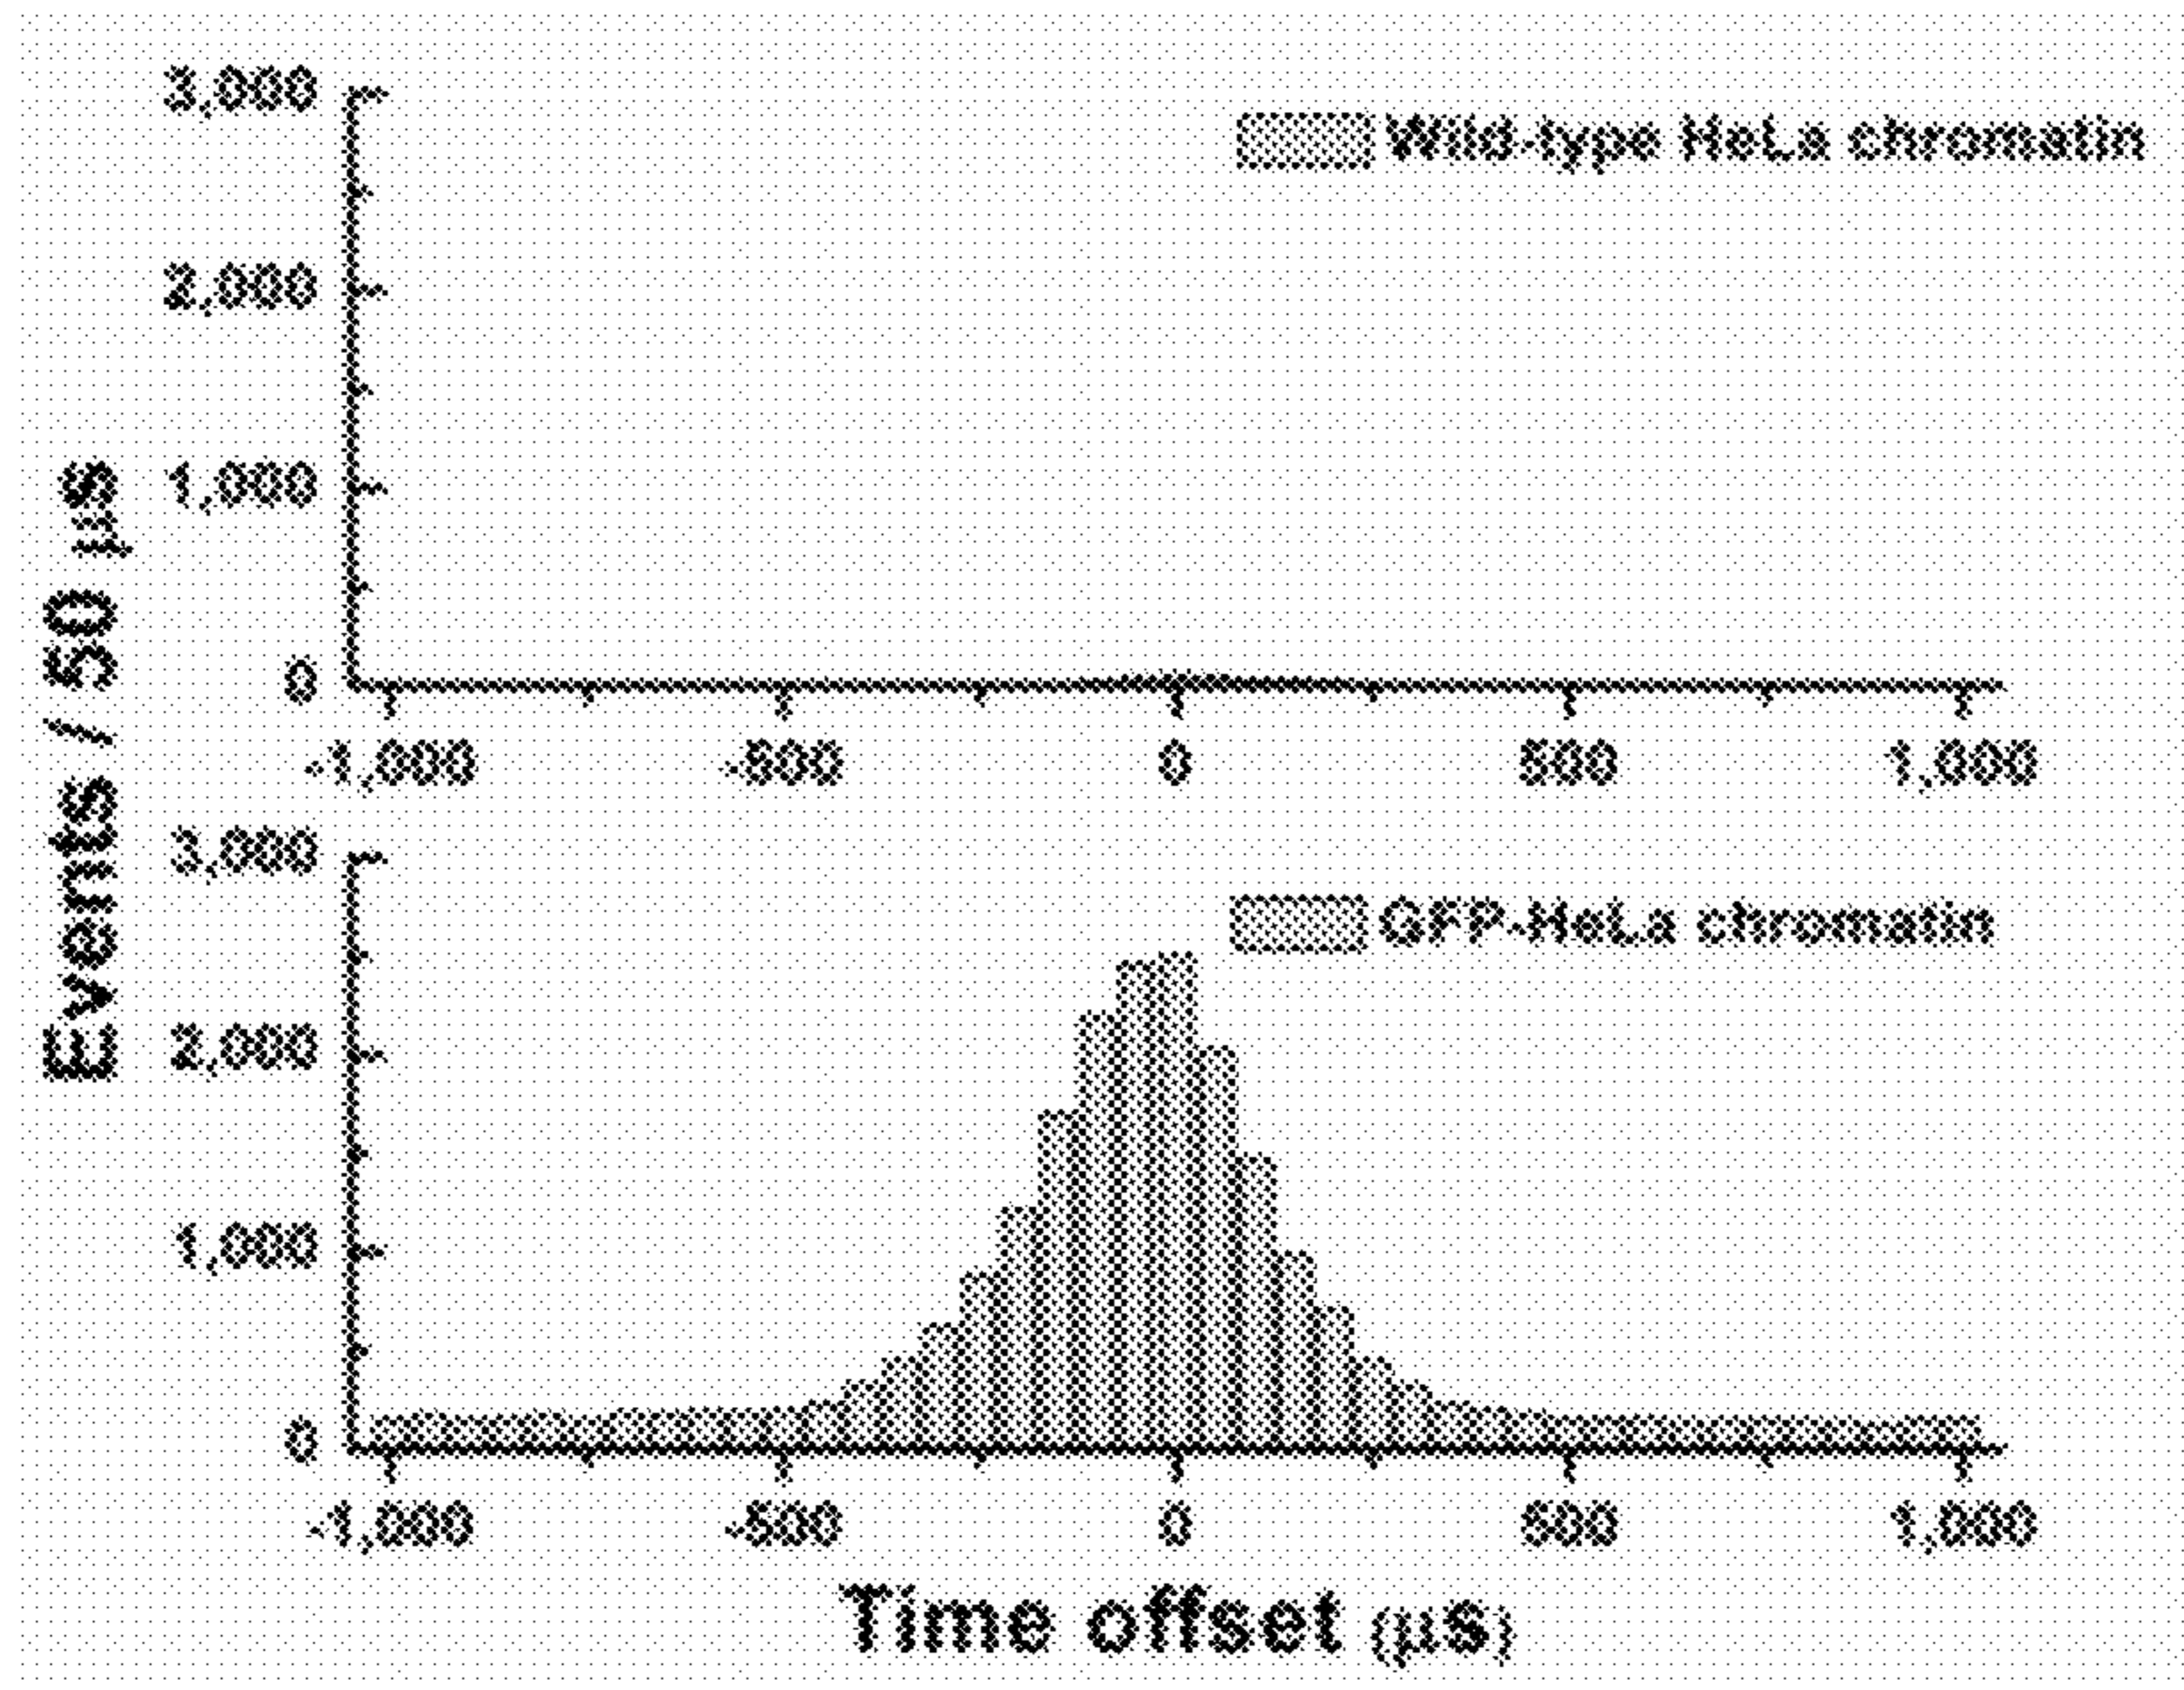 3,000
Wild-type HeLa chromatin
2,000
1,000
0
-1,000 -500 0 500 1,000
Events / 50 μs
3,000
GFP-HeLa chromatin
2,000
1,000
0
-1,000 -500 0 500 1,000
Time offset (μs)